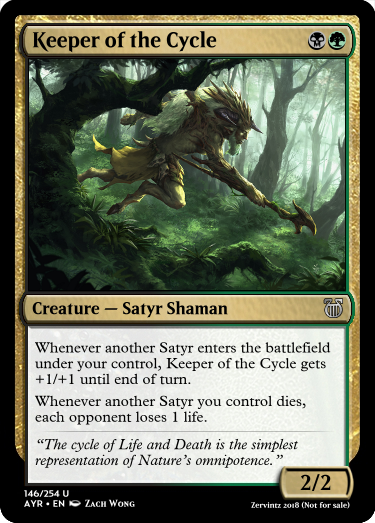 Keeper of the Cycle
Creature — Satyr Shaman
Whenever another Satyr enters the battlefield
under your control, Keeper of the Cycle gets
+1/+1 until end of turn.
Whenever another Satyr you control dies,
each opponent loses 1 life.
“The cycle of Life and Death is the simplest
representation of Nature’s omnipotence.”
2/2
146/254 U
AYR • EN Zach Wong
Zervintz 2018 (Not for sale)